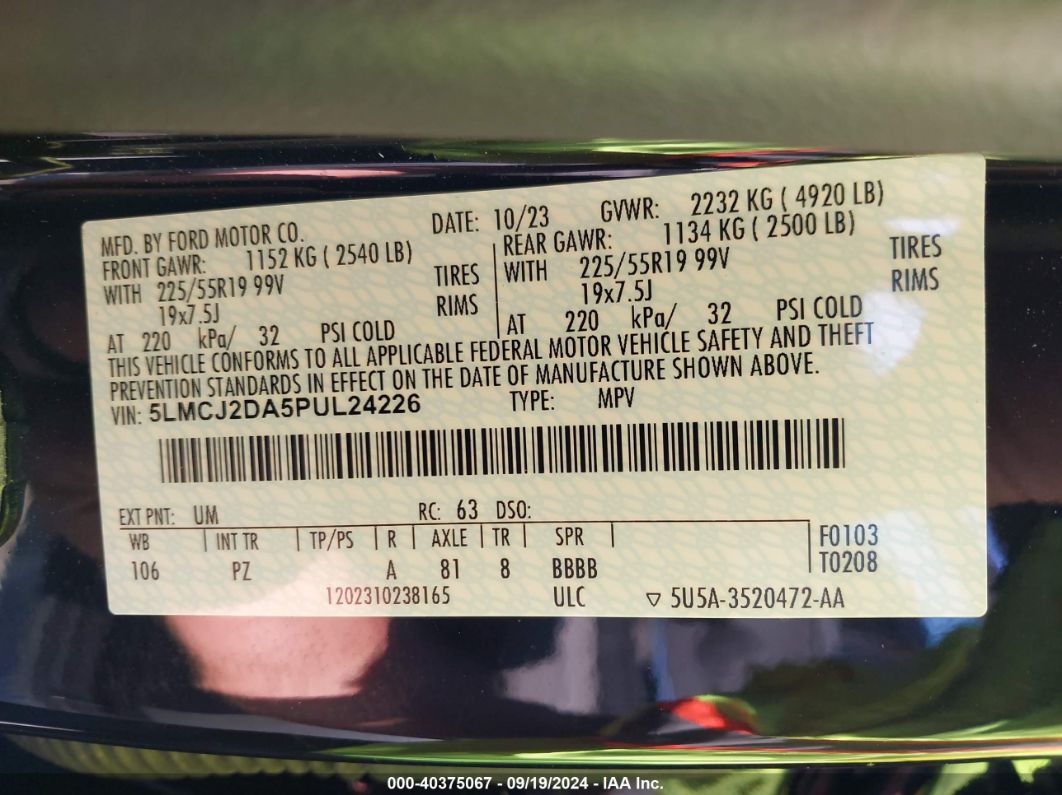 MFD. BY FORD MOTOR CO. DATE: 10/23 GVWR: 2232 KG ( 4920 LB)
FRONT GAWR: 1152 KG ( 2540 LB) REAR GAWR: 1134 KG ( 2500 LB)
WITH 225/55R19 99V TIRES WITH 225/55R19 99V TIRES
19x7.5J RIMS 19x7.5J RIMS
AT 220 kPa/ 32 PSI COLD AT 220 kPa/ 32 PSI COLD
THIS VEHICLE CONFORMS TO ALL APPLICABLE FEDERAL MOTOR VEHICLE SAFETY AND THEFT
PREVENTION STANDARDS IN EFFECT ON THE DATE OF MANUFACTURE SHOWN ABOVE.
VIN: 5LMCJ2DA5PUL24226 TYPE: MPV
EXT PNT: UM RC: 63 DSO:
WB INT TR TP/PS R AXLE TR SPR F0103
106 PZ A 81 8 BBBB T0208
1202310238165 ULC ▽ 5U5A-3520472-AA
000-40375067 - 09/19/2024 - IAA Inc.